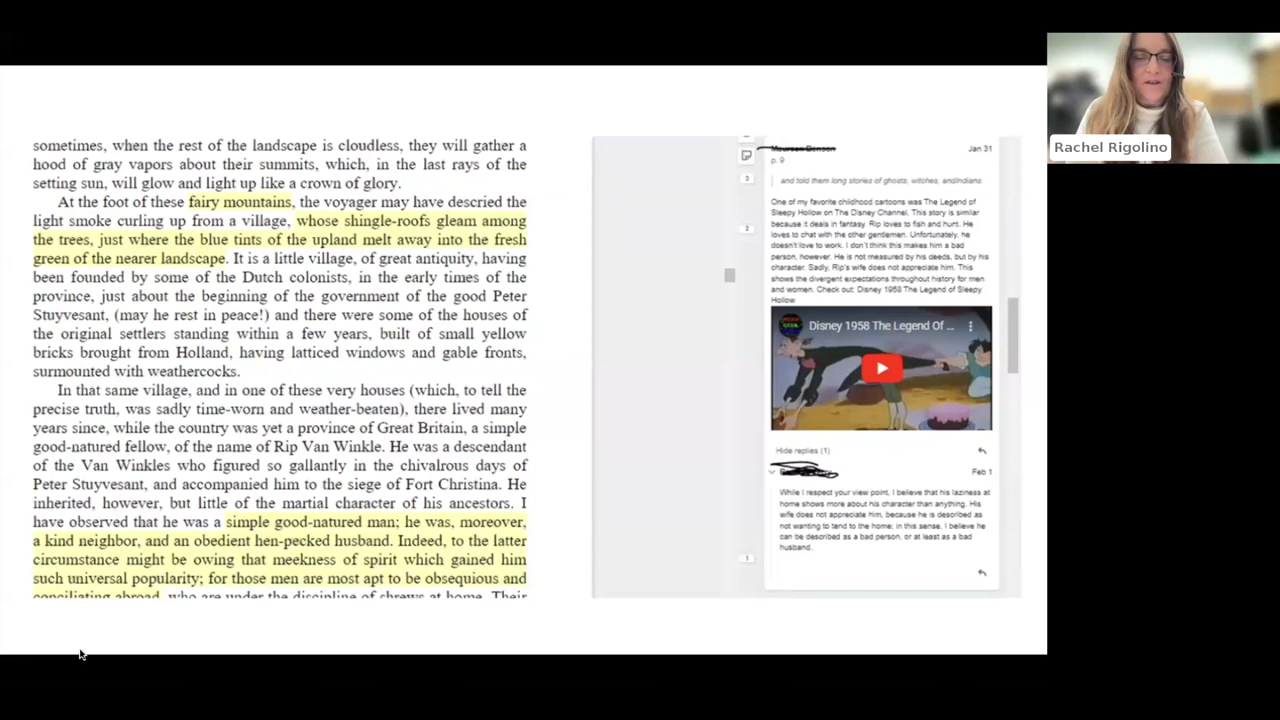 sometimes, when the rest of the landscape is cloudless, they will gather a
hood of gray vapors about their summits, which, in the last rays of the
setting sun, will glow and light up like a crown of glory.
At the foot of these fairy mountains, the voyager may have descried the
light smoke curling up from a village, whose shingle-roofs gleam among
the trees, just where the blue tints of the upland melt away into the fresh
green of the nearer landscape. It is a little village, of great antiquity, having
been founded by some of the Dutch colonists, in the early times of the
province, just about the beginning of the government of the good Peter
Stuyvesant, (may he rest in peace!) and there were some of the houses of
the original settlers standing within a few years, built of small yellow
bricks brought from Holland, having latticed windows and gable fronts,
surmounted with weathercocks.
In that same village, and in one of these very houses (which, to tell the
precise truth, was sadly time-worn and weather-beaten), there lived many
years since, while the country was yet a province of Great Britain, a simple
good-natured fellow, of the name of Rip Van Winkle. He was a descendant
of the Van Winkles who figured so gallantly in the chivalrous days of
Peter Stuyvesant, and accompanied him to the siege of Fort Christina. He
inherited, however, but little of the martial character of his ancestors. I
have observed that he was a simple good-natured man; he was, moreover,
a kind neighbor, and an obedient hen-pecked husband. Indeed, to the latter
circumstance might be owing that meekness of spirit which gained him
such universal popularity; for those men are most apt to be obsequious and
conciliating abroad, who are under the discipline of shrews at home. Their
Jan 31
p. 9
3
and told them long stories of ghosts, witches, andIndians.
One of my favorite childhood cartoons was The Legend of
Sleepy Hollow on The Disney Channel. This story is similar
because it deals in fantasy. Rip loves to fish and hunt. He
2
loves to chat with the other gentlemen. Unfortunately, he
doesn't love to work. I don't think this makes him a bad
person, however. He is not measured by his deeds, but by his
character. Sadly, Rip's wife does not appreciate him. This
shows the divergent expectations throughout history for men
and women. Check out: Disney 1958 The Legend of Sleepy
Hollow
Disney 1958 The Legend Of ...
Hide replies (1)
Feb 1
While I respect your view point, I believe that his laziness at
home shows more about his character than anything. His
wife does not appreciate him, because he is described as
not wanting to tend to the home; in this sense, I believe he
can be described as a bad person, or at least as a bad
husband.
1
Rachel Rigolino